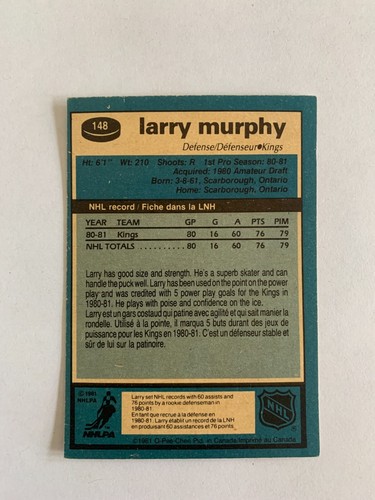 148
larry murphy
Defense/Défenseur•Kings
Ht: 6'1" Wt: 210 Shoots: R 1st Pro Season: 80-81
Acquired: 1980 Amateur Draft
Born: 3-8-61, Scarborough, Ontario
Home: Scarborough, Ontario
NHL record / Fiche dans la LNH
YEAR TEAM GP G A PTS PIM
80-81 Kings 80 16 60 76 79
NHL TOTALS 80 16 60 76 79
Larry has good size and strength. He's a superb skater and can
handle the puck well. Larry has been used on the point on the power
play and was credited with 5 power play goals for the Kings in
1980-81. He plays with poise and confidence on the ice.
Larry est un gars costaud qui patine avec agilité et qui sait manier la
rondelle. Utilisé à la pointe, il marqua 5 buts durant des jeux de
puissance pour les Kings en 1980-81. C'est un défenseur stable et
sûr de lui sur la patinoire.
© 1981
NHLPA
NHLPA
Larry set NHL records with 60 assists and
76 points by a rookie defenseman in
1980-81
En tant que recrue à la défense en
1980-81, Larry établit un record de la LNH
en produisant 60 assistances et 76 points
NHL
©1981 O-Pee-Chee Ptd. in Canada/Imprimé au Canada